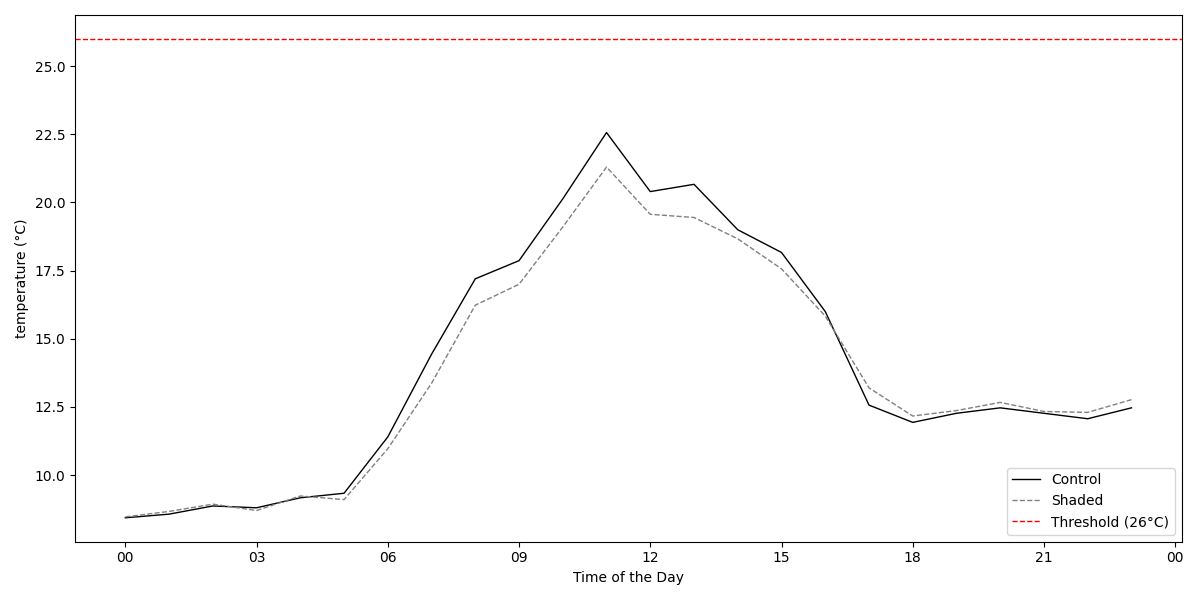 25.0
22.5
20.0
17.5
15.0
12.5
10.0
temperature (°C)
00 03 06 09 12 15 18 21 00
Time of the Day
Control
Shaded
Threshold (26°C)